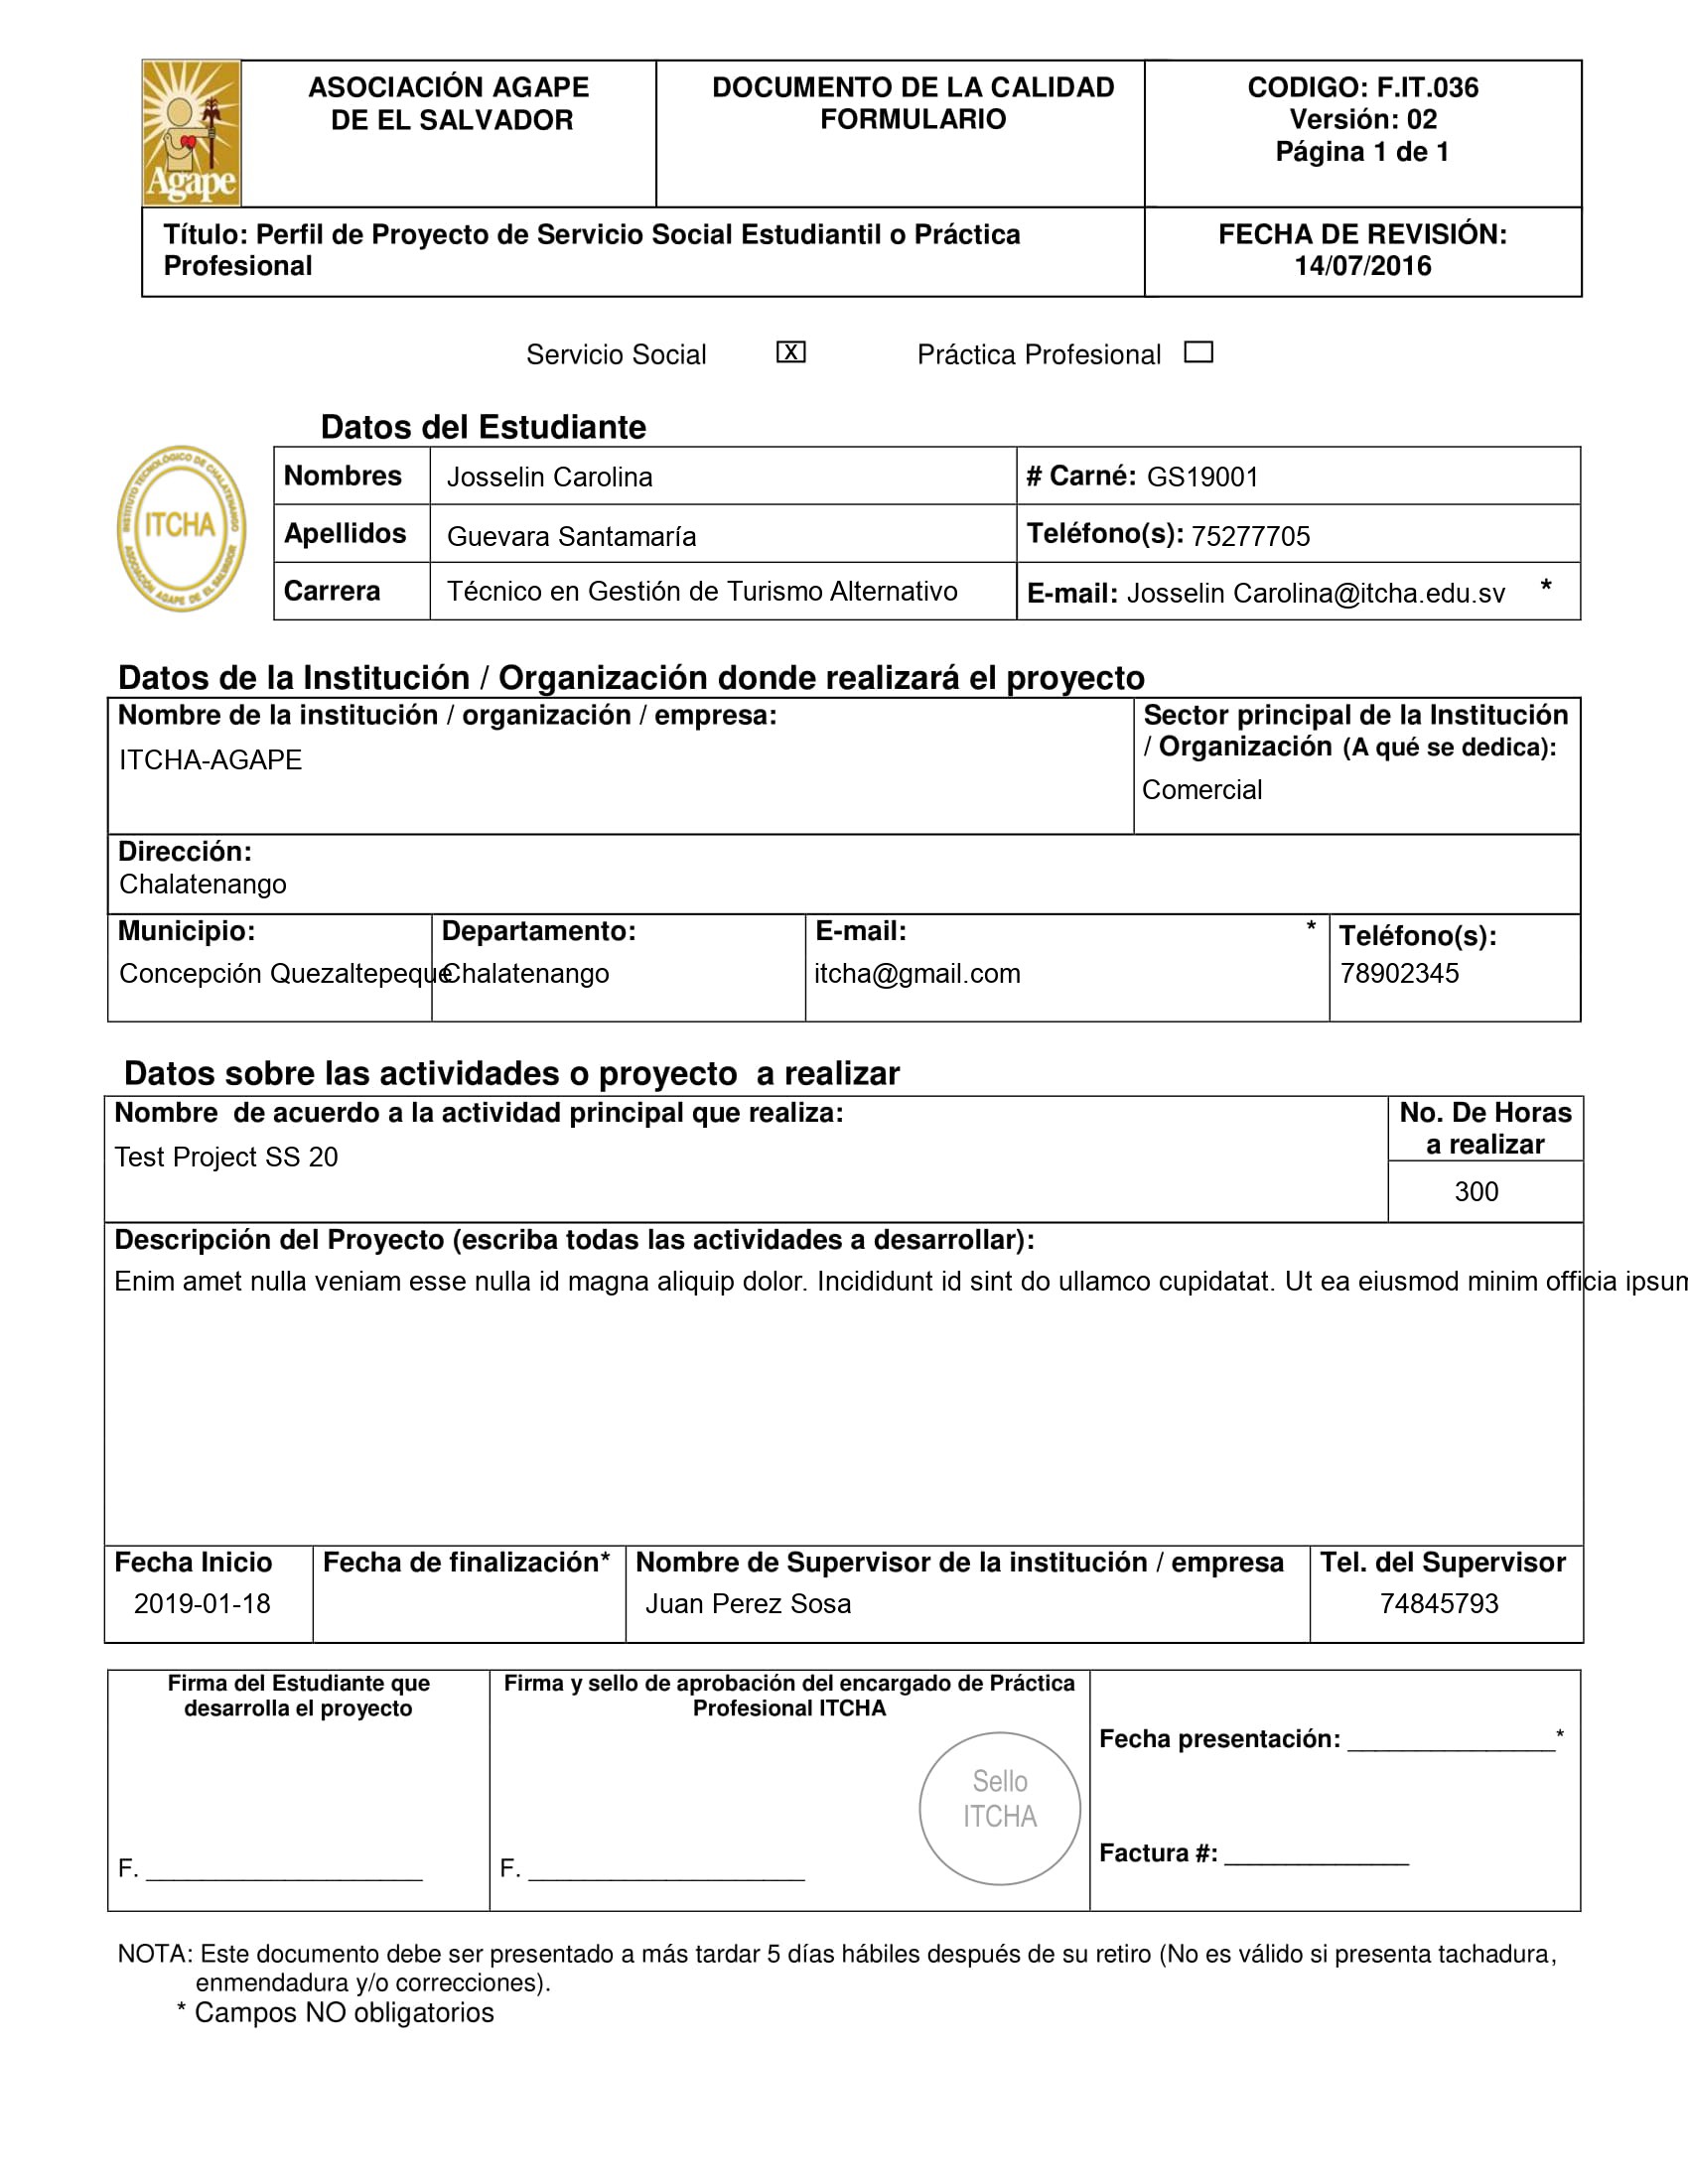 Agape
ASOCIACIÓN AGAPE
DE EL SALVADOR
DOCUMENTO DE LA CALIDAD
FORMULARIO
CODIGO: F.IT.036
Versión: 02
Página 1 de 1
Título: Perfil de Proyecto de Servicio Social Estudiantil o Práctica
Profesional
FECHA DE REVISIÓN:
14/07/2016
Servicio Social X Práctica Profesional
Datos del Estudiante
INSTITUTO TECNOLÓGICO DE CHALATENANGO
ITCHA
ASOCIACIÓN AGAPE DE EL SALVADOR
Nombres Josselin Carolina # Carné: GS19001
Apellidos Guevara Santamaría Teléfono(s): 75277705
Carrera Técnico en Gestión de Turismo Alternativo E-mail: Josselin Carolina@itcha.edu.sv *
Datos de la Institución / Organización donde realizará el proyecto
Nombre de la institución / organización / empresa:
ITCHA-AGAPE
Sector principal de la Institución
/ Organización (A qué se dedica):
Comercial
Dirección:
Chalatenango
Municipio: Departamento: E-mail: * Teléfono(s):
Concepción Quezaltepeque Chalatenango itcha@gmail.com 78902345
Datos sobre las actividades o proyecto a realizar
Nombre de acuerdo a la actividad principal que realiza:
Test Project SS 20
No. De Horas
a realizar
300
Descripción del Proyecto (escriba todas las actividades a desarrollar):
Enim amet nulla veniam esse nulla id magna aliquip dolor. Incididunt id sint do ullamco cupidatat. Ut ea eiusmod minim officia ipsum
Fecha Inicio Fecha de finalización* Nombre de Supervisor de la institución / empresa Tel. del Supervisor
2019-01-18 Juan Perez Sosa 74845793
Firma del Estudiante que
desarrolla el proyecto
F. ____________________
Firma y sello de aprobación del encargado de Práctica
Profesional ITCHA
Sello
ITCHA
F. ____________________
Fecha presentación: _______________*
Factura #: ______________
NOTA: Este documento debe ser presentado a más tardar 5 días hábiles después de su retiro (No es válido si presenta tachadura,
enmendadura y/o correcciones).
* Campos NO obligatorios